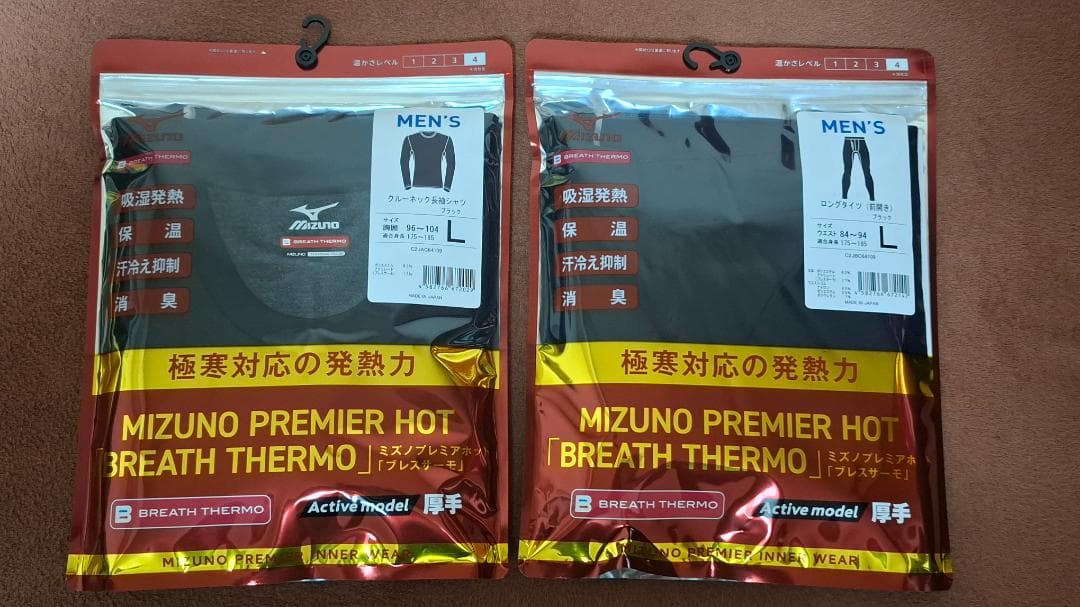 温かさレベル 1 2 3 4
MIZUNO
B BREATH THERMO
吸湿発熱
保 温
汗冷え抑制
消 臭
MIZUNO
B BREATH THERMO
MIZUNO
MEN'S
クルーネック長袖シャツ
ブラック
サイズ
胸囲 96～104
適合身長 175～185
L
C2JAC64109
MADE IN JAPAN
極寒対応の発熱力
MIZUNO PREMIER HOT
「BREATH THERMO」
ミズノプレミアホット
「ブレスサーモ」
B BREATH THERMO
Active model 厚手
MIZUNO PREMIER INNER WEAR
温かさレベル 1 2 3 4
MIZUNO
B BREATH THERMO
吸湿発熱
保 温
汗冷え抑制
消 臭
MEN'S
ロングタイツ（前開き）
ブラック
サイズ
ウエスト 84～94
適合身長 175～185
L
C2JBC64109
MADE IN JAPAN
極寒対応の発熱力
MIZUNO PREMIER HOT
「BREATH THERMO」
ミズノプレミアホ
「ブレスサーモ」
B BREATH THERMO
Active model 厚手
MIZUNO PREMIER INNER WEAR